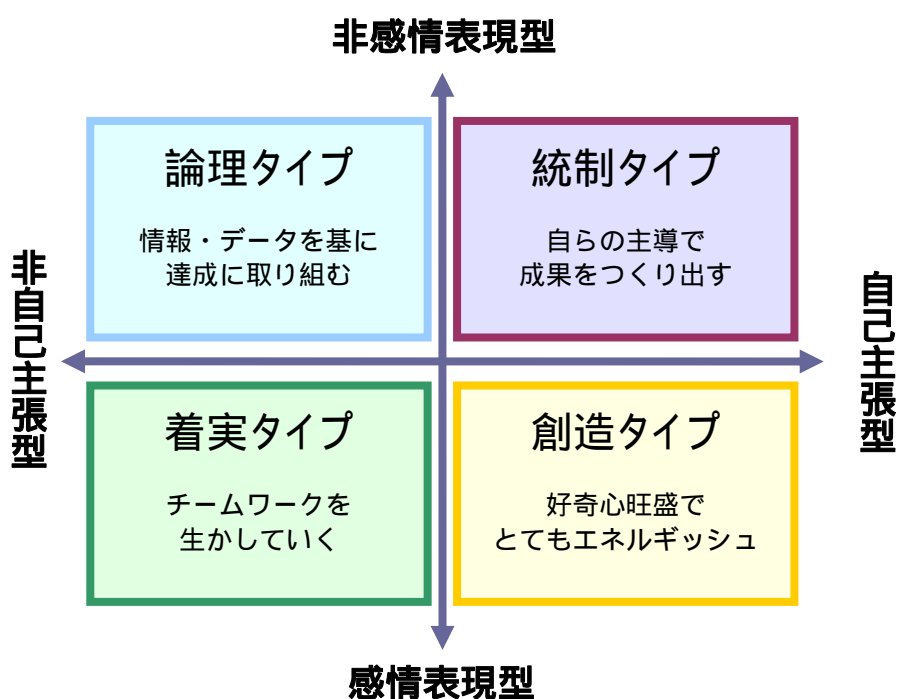 非感情表現型
論理タイプ
情報・データを基に
達成に取り組む
統制タイプ
自らの主導で
成果をつくり出す
非自己主張型
自己主張型
着実タイプ
チームワークを
生かしていく
創造タイプ
好奇心旺盛で
とてもエネルギッシュ
感情表現型